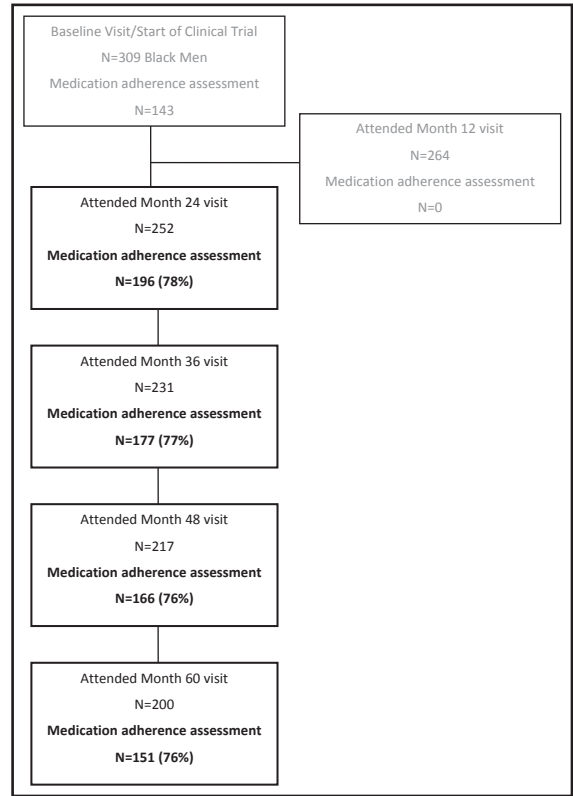 Baseline Visit/Start of Clinical Trial
N=309 Black Men
Medication adherence assessment
N=143
Attended Month 12 visit
N=264
Medication adherence assessment
N=0
Attended Month 24 visit
N=252
Medication adherence assessment
N=196 (78%)
Attended Month 36 visit
N=231
Medication adherence assessment
N=177 (77%)
Attended Month 48 visit
N=217
Medication adherence assessment
N=166 (76%)
Attended Month 60 visit
N=200
Medication adherence assessment
N=151 (76%)